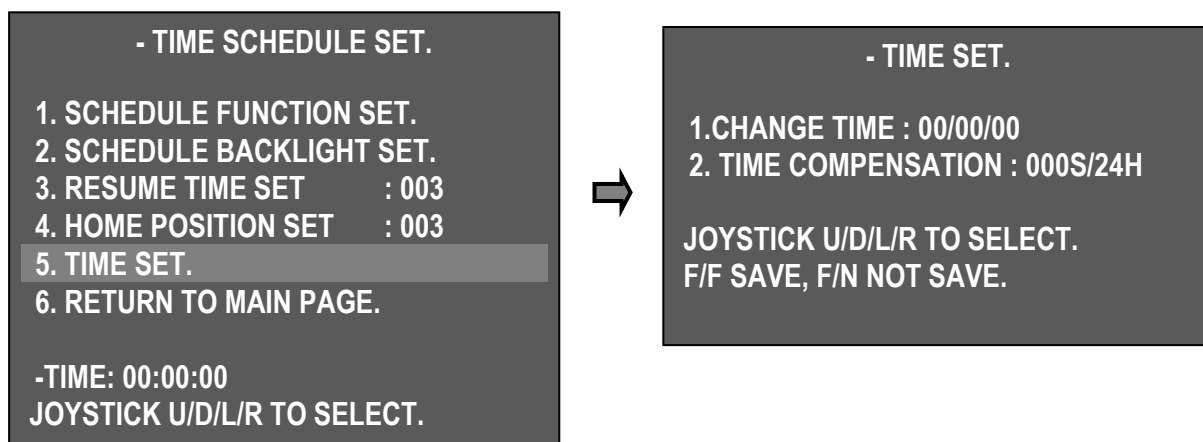 - TIME SCHEDULE SET.
1. SCHEDULE FUNCTION SET.
2. SCHEDULE BACKLIGHT SET.
3. RESUME TIME SET : 003
4. HOME POSITION SET : 003
5. TIME SET.
6. RETURN TO MAIN PAGE.
-TIME: 00:00:00
JOYSTICK U/D/L/R TO SELECT.
- TIME SET.
1.CHANGE TIME : 00/00/00
2. TIME COMPENSATION : 000S/24H
JOYSTICK U/D/L/R TO SELECT.
F/F SAVE, F/N NOT SAVE.